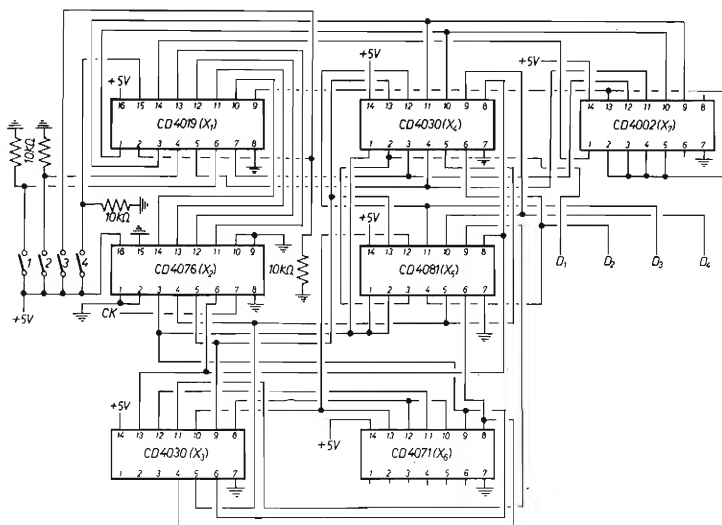 +5V
16 15 14 13 12 11 10 9
CD4019 (X1)
1 2 3 4 5 6 7 8
+5V
14 13 12 11 10 9 8
CD4030 (X4)
1 2 3 4 5 6 7
+5V
14 13 12 11 10 9 8
CD4002 (X7)
1 2 3 4 5 6 7
10kΩ
10kΩ
10kΩ
1 2 3 4
+5V
16 15 14 13 12 11 10 9
CD4076 (X2)
1 2 3 4 5 6 7 8
CK
10kΩ
+5V
14 13 12 11 10 9 8
CD4081 (X5)
1 2 3 4 5 6 7
D1 D2 D3 D4
+5V
14 13 12 11 10 9 8
CD4030 (X3)
1 2 3 4 5 6 7
+5V
14 13 12 11 10 9 8
CD4071 (X6)
1 2 3 4 5 6 7